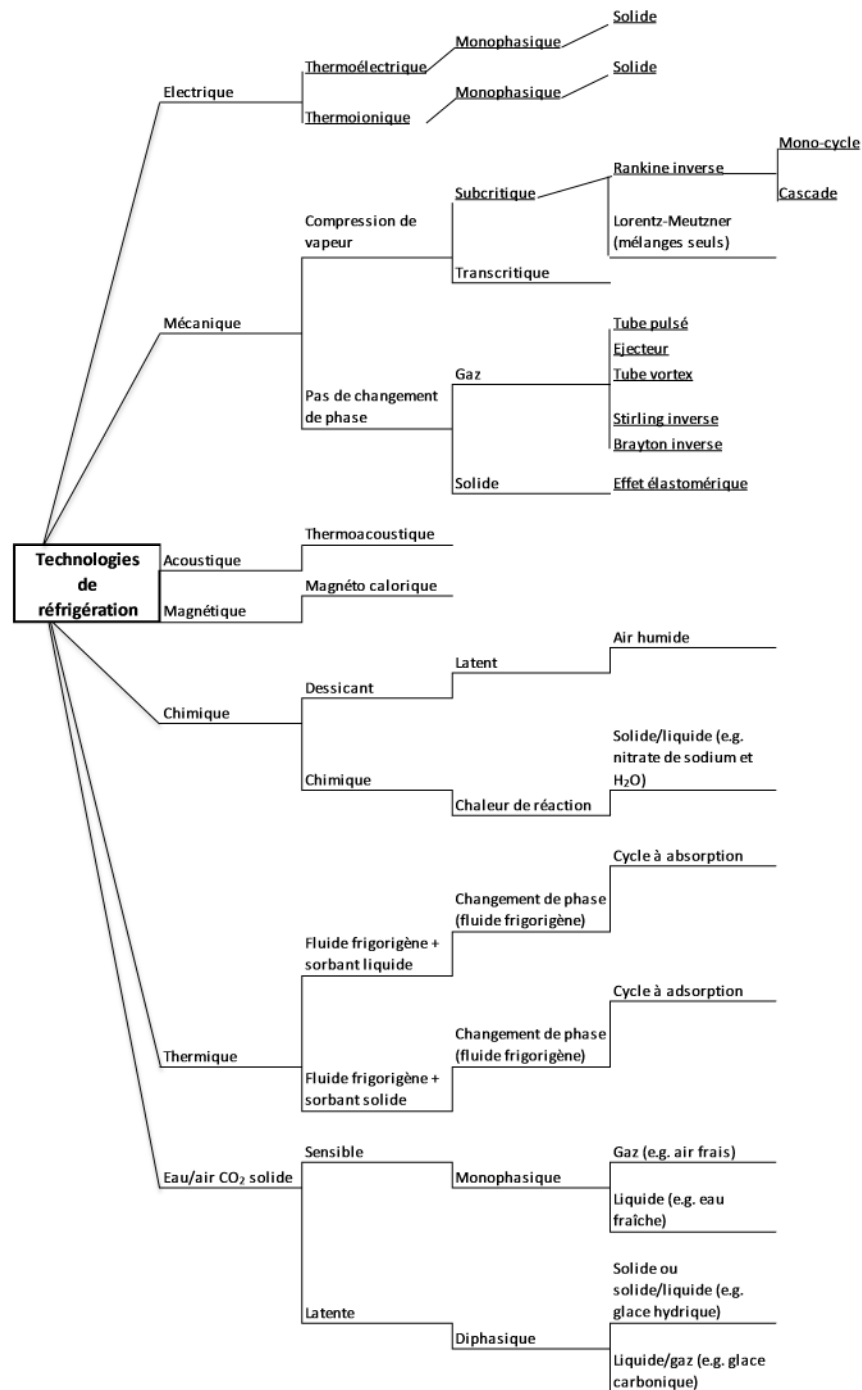 Solide
Monophasique
Thermoélectrique
Solide
Electrique
Monophasique
Thermoionique
Mono-cycle
Rankine inverse
Subcritique
Cascade
Compression de
vapeur
Lorentz-Meutzner
(mélanges seuls)
Transcritique
Mécanique
Tube pulsé
Ejecteur
Gaz
Tube vortex
Pas de changement
de phase
Stirling inverse
Brayton inverse
Solide
Effet élastomérique
Thermoacoustique
Technologies
de
réfrigération
Acoustique
Magnéto calorique
Magnétique
Air humide
Latent
Dessicant
Chimique
Solide/liquide (e.g.
nitrate de sodium et
H₂O)
Chimique
Chaleur de réaction
Cycle à absorption
Changement de phase
(fluide frigorigène)
Fluide frigorigène +
sorbant liquide
Cycle à adsorption
Changement de phase
(fluide frigorigène)
Thermique
Fluide frigorigène +
sorbant solide
Sensible
Gaz (e.g. air frais)
Eau/air CO₂ solide
Monophasique
Liquide (e.g. eau
fraîche)
Solide ou
solide/liquide (e.g.
glace hydrique)
Latente
Diphasique
Liquide/gaz (e.g. glace
carbonique)